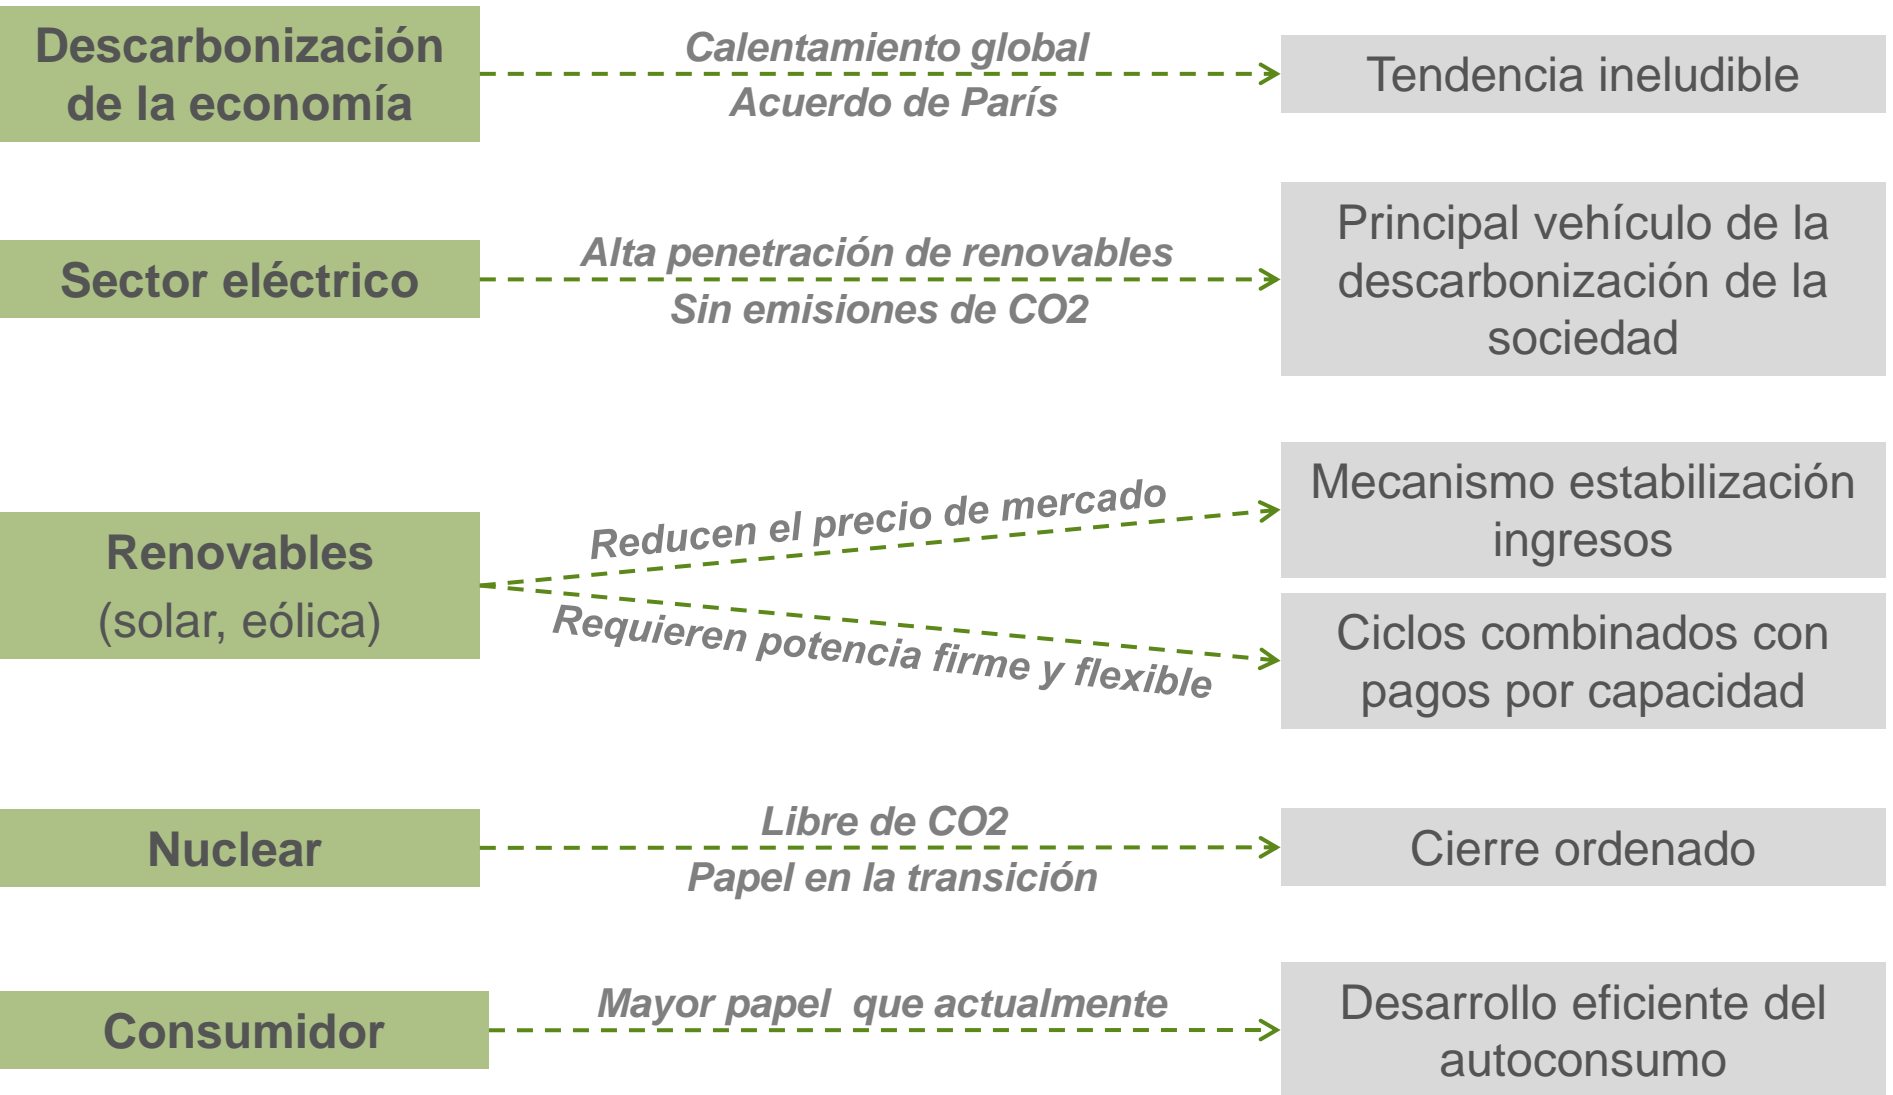 Descarbonización
de la economía
Calentamiento global
Acuerdo de París
Tendencia ineludible
Sector eléctrico
Alta penetración de renovables
Sin emisiones de CO2
Principal vehículo de la
descarbonización de la
sociedad
Renovables
(solar, eólica)
Reducen el precio de mercado
Mecanismo estabilización
ingresos
Requieren potencia firme y flexible
Ciclos combinados con
pagos por capacidad
Nuclear
Libre de CO2
Papel en la transición
Cierre ordenado
Consumidor
Mayor papel  que actualmente
Desarrollo eficiente del
autoconsumo